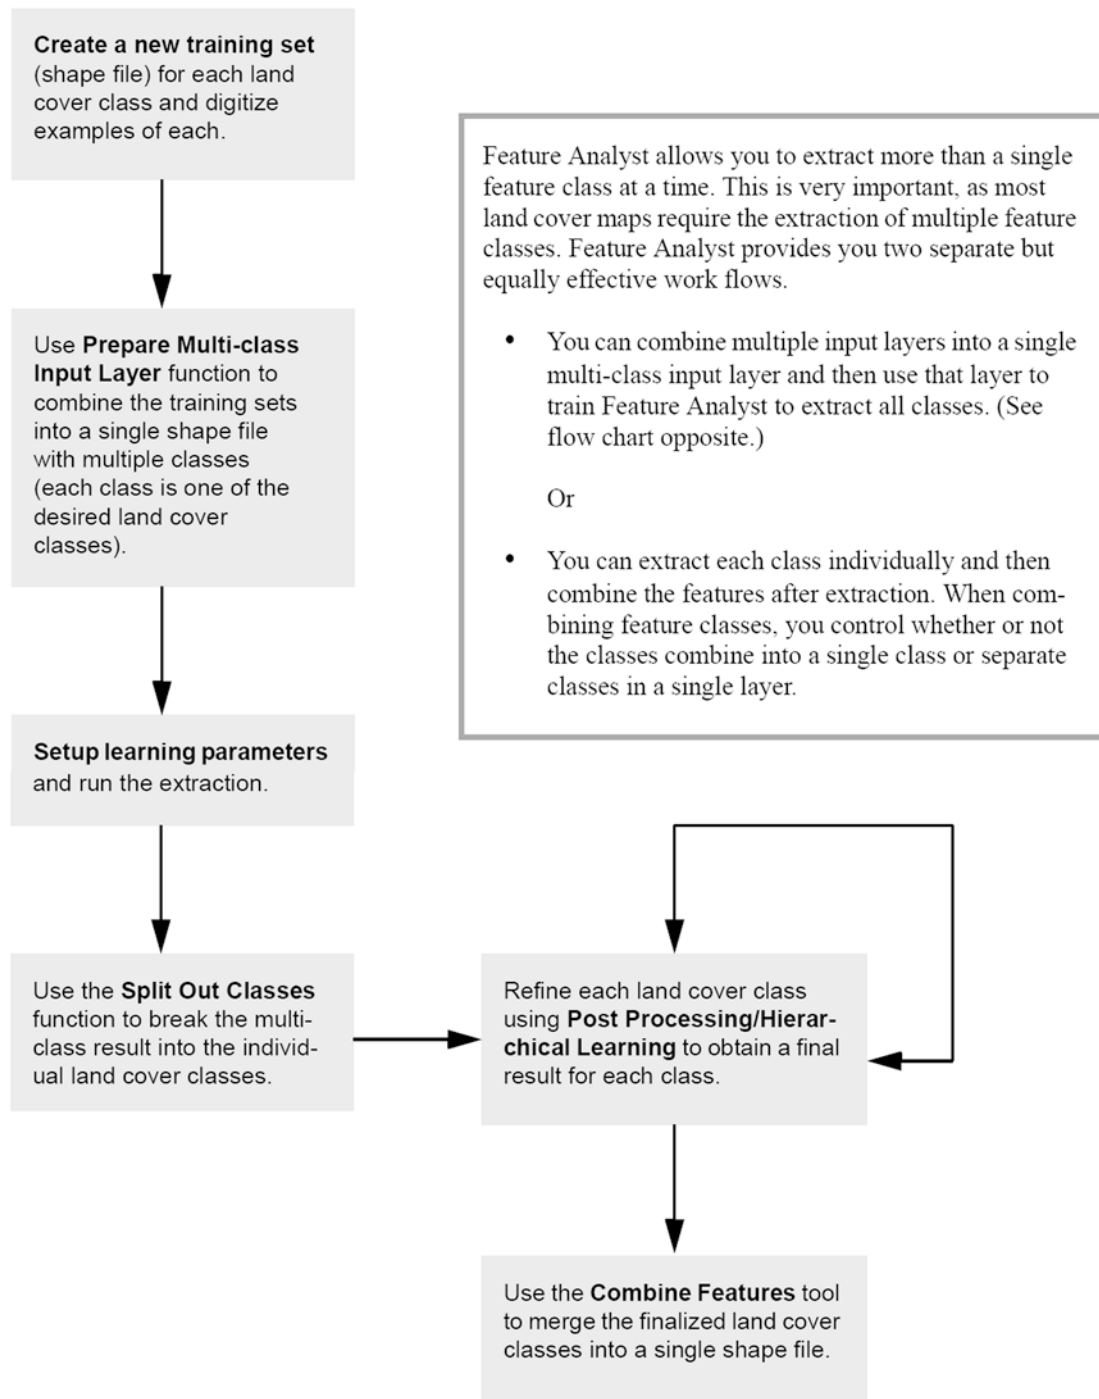 Create a new training set
(shape file) for each land
cover class and digitize
examples of each.
Use Prepare Multi-class
Input Layer function to
combine the training sets
into a single shape file
with multiple classes
(each class is one of the
desired land cover
classes).
Setup learning parameters
and run the extraction.
Use the Split Out Classes
function to break the multi-
class result into the individ-
ual land cover classes.
Feature Analyst allows you to extract more than a single
feature class at a time. This is very important, as most
land cover maps require the extraction of multiple feature
classes. Feature Analyst provides you two separate but
equally effective work flows.
• You can combine multiple input layers into a single
multi-class input layer and then use that layer to
train Feature Analyst to extract all classes. (See
flow chart opposite.)
Or
• You can extract each class individually and then
combine the features after extraction. When com-
bining feature classes, you control whether or not
the classes combine into a single class or separate
classes in a single layer.
Refine each land cover class
using Post Processing/Hierar-
chical Learning to obtain a final
result for each class.
Use the Combine Features tool
to merge the finalized land cover
classes into a single shape file.